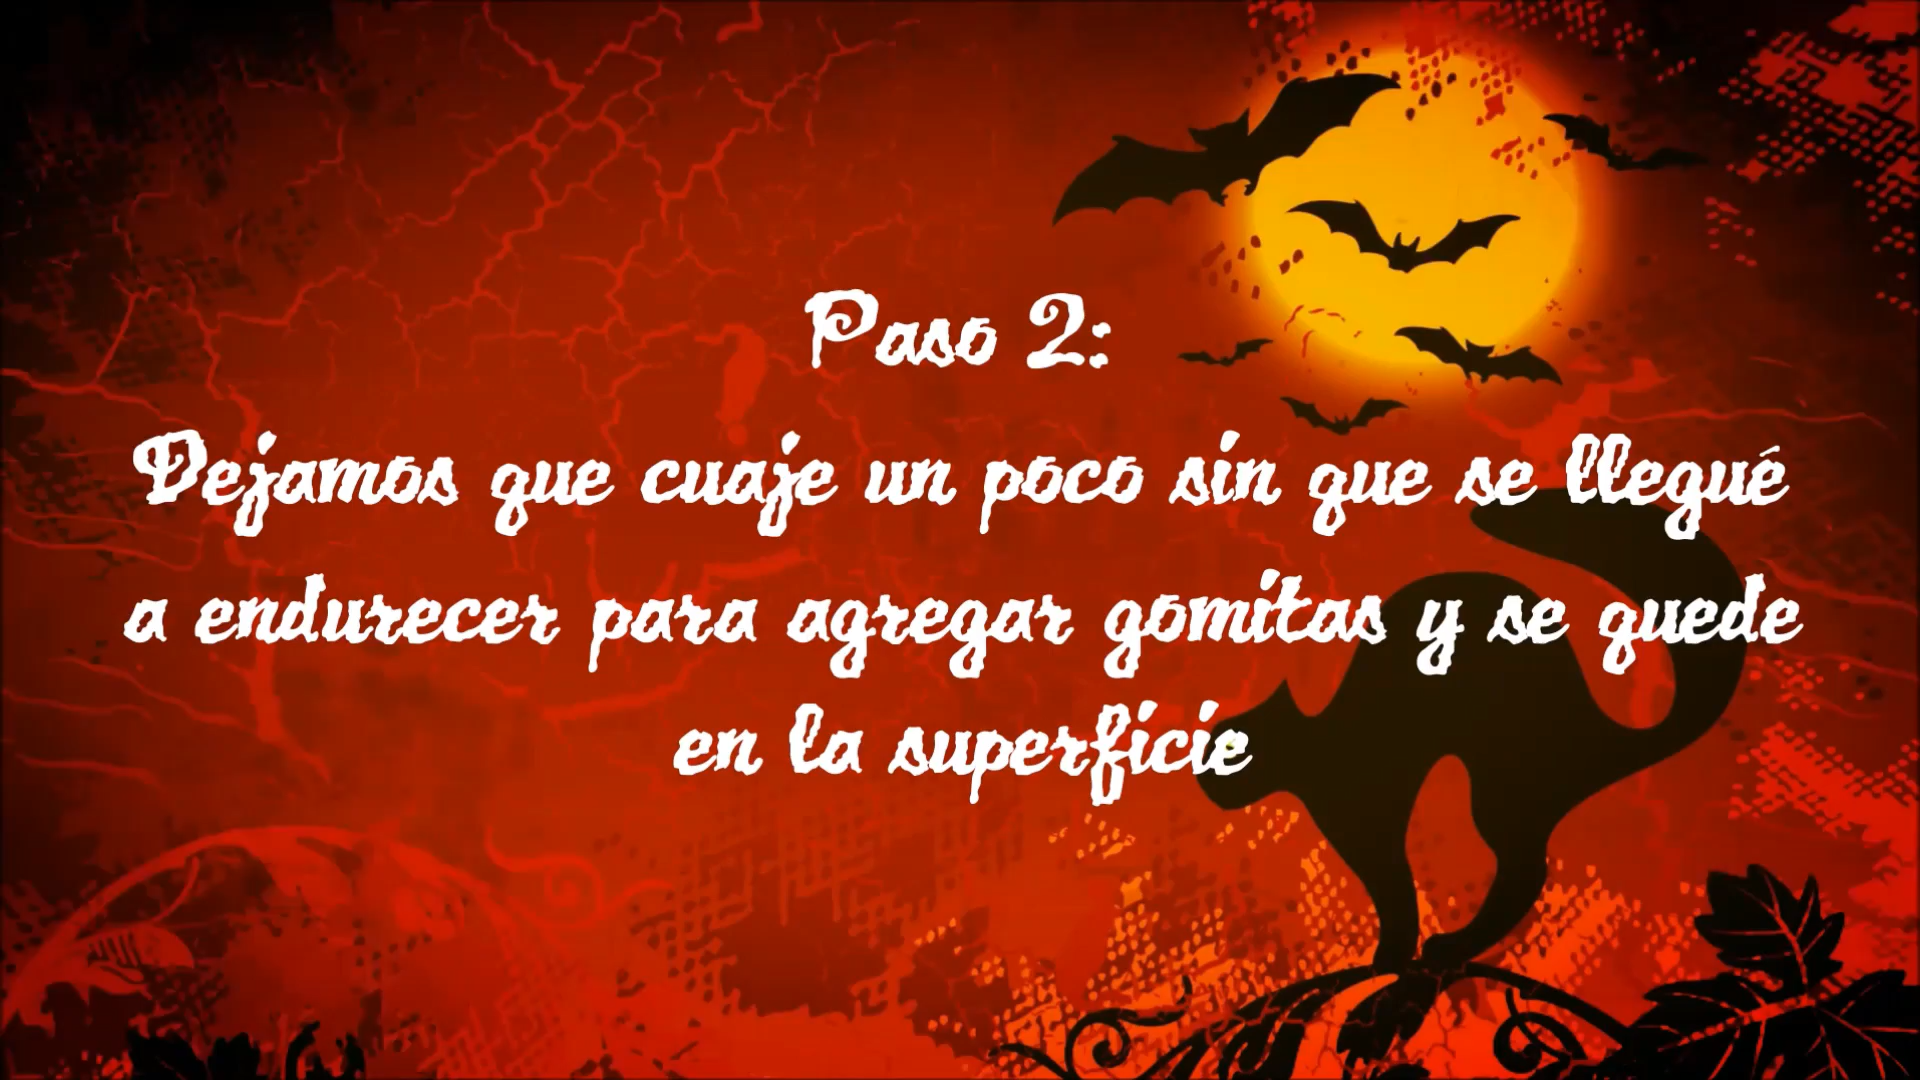 Paso 2:
Dejamos que cuaje un poco sin que se llegué
a endurecer para agregar gomitas y se quede
en la superficie